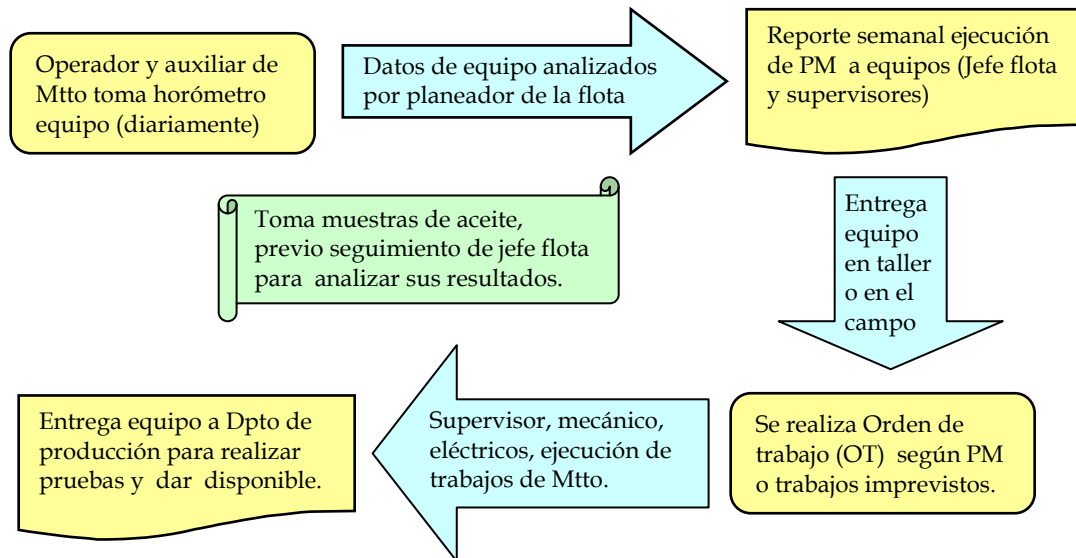 Operador y auxiliar de
Mtto toma horómetro
equipo (diariamente)
Datos de equipo analizados
por planeador de la flota
Reporte semanal ejecución
de PM a equipos (Jefe flota
y supervisores)
Toma muestras de aceite,
previo seguimiento de jefe flota
para analizar sus resultados.
Entrega
equipo
en taller
o en el
campo
Entrega equipo a Dpto de
producción para realizar
pruebas y dar disponible.
Supervisor, mecánico,
eléctricos, ejecución de
trabajos de Mtto.
Se realiza Orden de
trabajo (OT) según PM
o trabajos imprevistos.